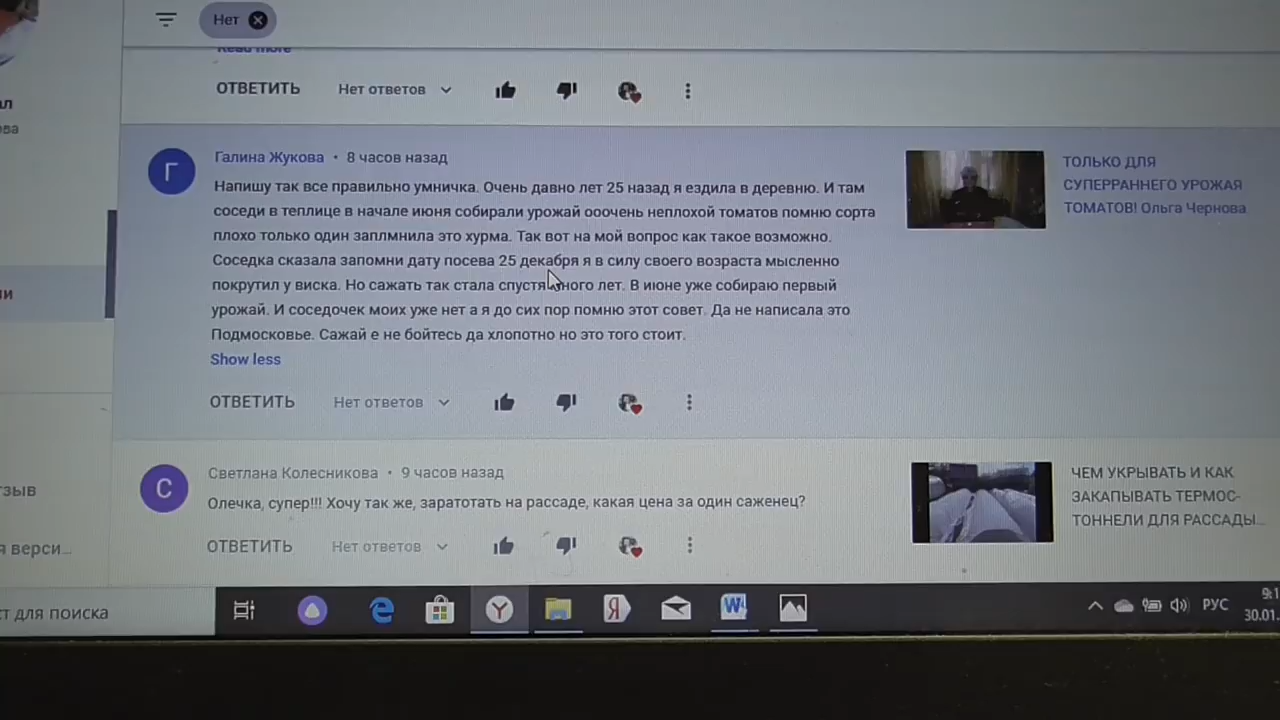 Нет
Read more
ОТВЕТИТЬ Нет ответов
Галина Жукова • 8 часов назад
Напишу так все правильно умничка. Очень давно лет 25 назад я ездила в деревню. И там
соседи в теплице в начале июня собирали урожай ооочень неплохой томатов помню сорта
плохо только один заплмнила это хурма. Так вот на мой вопрос как такое возможно.
Соседка сказала запомни дату посева 25 декабря я в силу своего возраста мысленно
покрутил у виска. Но сажать так стала спустя много лет. В июне уже собираю первый
урожай. И соседочек моих уже нет а я до сих пор помню этот совет. Да не написала это
Подмосковье. Сажай е не бойтесь да хлопотно но это того стоит.
Show less
ОТВЕТИТЬ Нет ответов
ТОЛЬКО ДЛЯ
СУПЕРРАННЕГО УРОЖАЯ
ТОМАТОВ! Ольга Чернова
Светлана Колесникова • 9 часов назад
Олечка, супер!!! Хочу так же, заратотать на рассаде, какая цена за один саженец?
ОТВЕТИТЬ Нет ответов
ЧЕМ УКРЫВАТЬ И КАК
ЗАКАПЫВАТЬ ТЕРМОС-
ТОННЕЛИ ДЛЯ РАССАДЫ...
я верси...
ст для поиска
РУС
30.01.